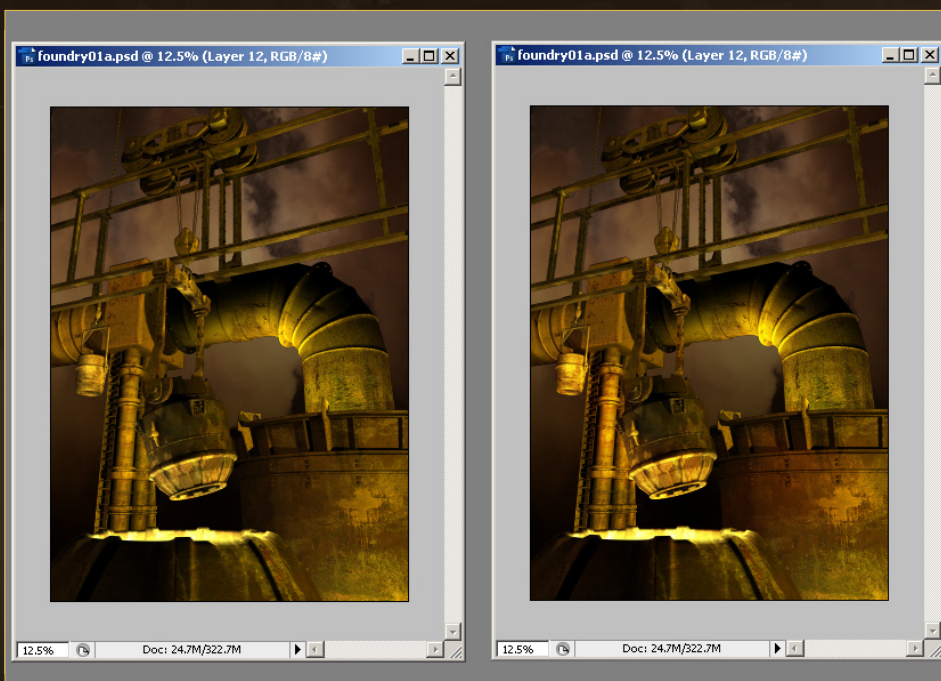 foundry01a.psd @ 12.5% (Layer 12, RGB/8#)
12.5%
Doc: 24.7M/322.7M
foundry01a.psd @ 12.5% (Layer 12, RGB/8#)
12.5%
Doc: 24.7M/322.7M